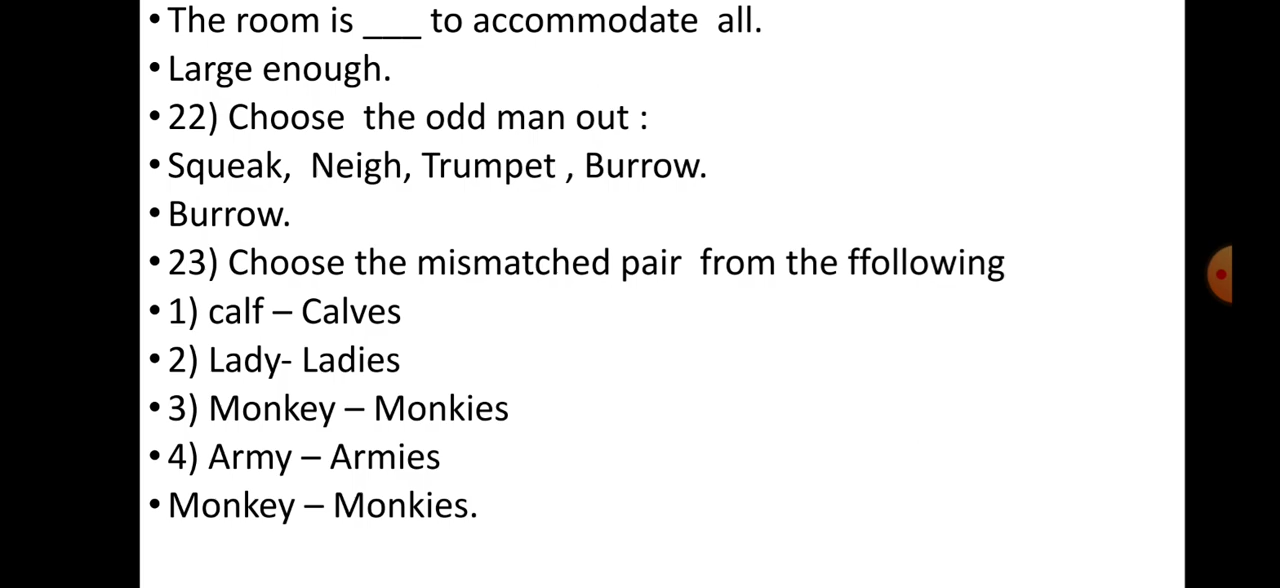 • The room is ___ to accommodate all.
• Large enough.
• 22) Choose the odd man out :
• Squeak, Neigh, Trumpet , Burrow.
• Burrow.
• 23) Choose the mismatched pair from the ffollowing
• 1) calf – Calves
• 2) Lady- Ladies
• 3) Monkey – Monkies
• 4) Army – Armies
• Monkey – Monkies.